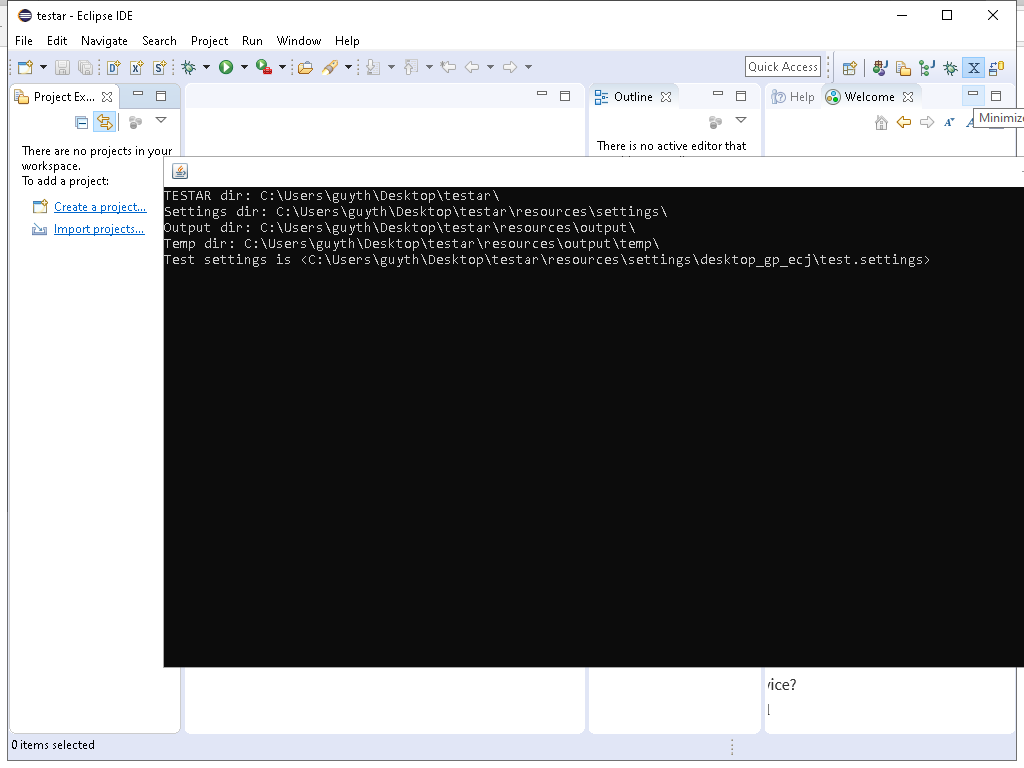 testar - Eclipse IDE
File Edit Navigate Search Project Run Window Help
Quick Access
Project Ex...
Outline
Help
Welcome
Minimize
There are no projects in your
workspace.
To add a project:
Create a project...
Import projects...
There is no active editor that
TESTAR dir: C:\Users\guyth\Desktop\testar\
Settings dir: C:\Users\guyth\Desktop\testar\resources\settings\
Output dir: C:\Users\guyth\Desktop\testar\resources\output\
Temp dir: C:\Users\guyth\Desktop\testar\resources\output\temp\
Test settings is <C:\Users\guyth\Desktop\testar\resources\settings\desktop_gp_ecj\test.settings>
vice?
0 items selected